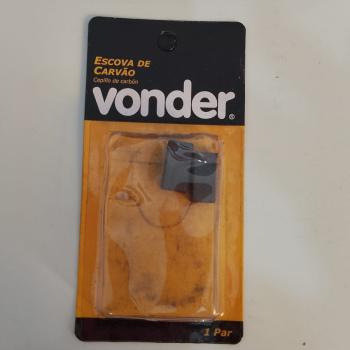 ESCOVA DE
CARVÃO
Cepillo de carbón
vonder®
1 Par